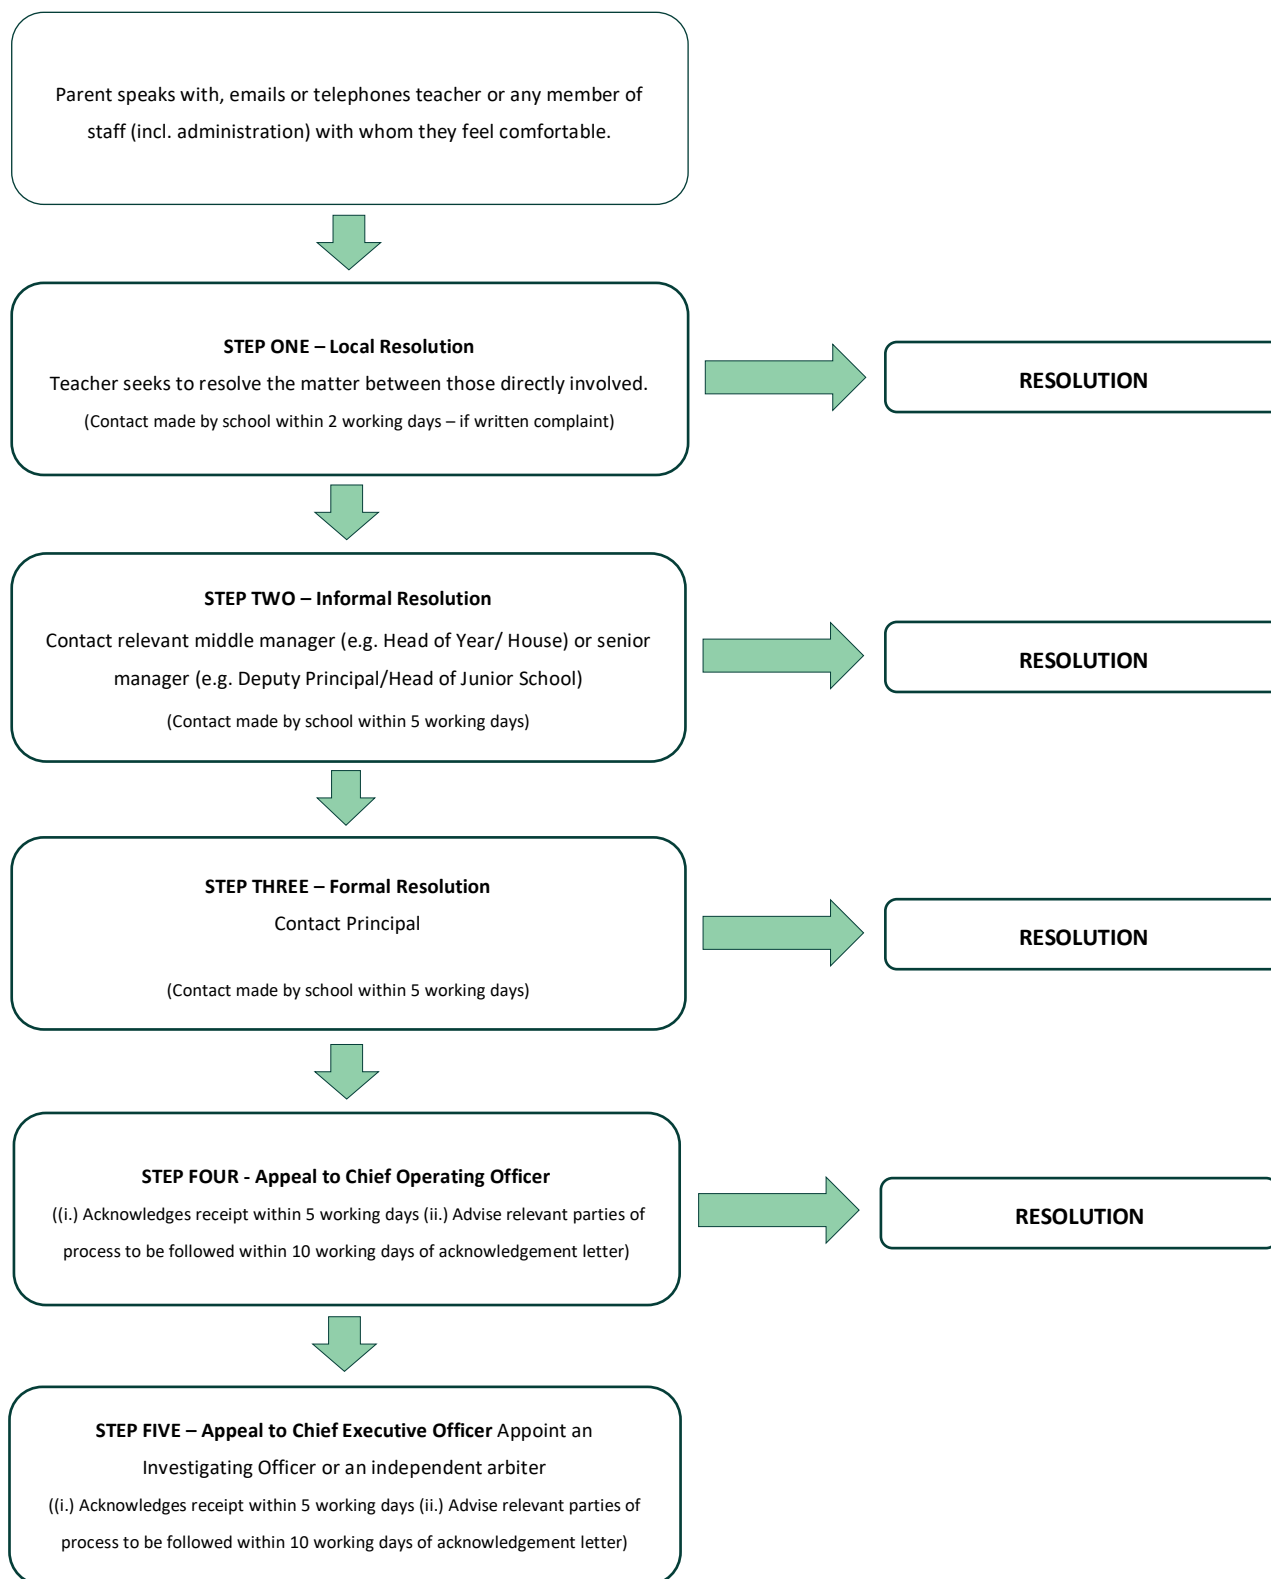 Parent speaks with, emails or telephones teacher or any member of
staff (incl. administration) with whom they feel comfortable.
STEP ONE – Local Resolution
Teacher seeks to resolve the matter between those directly involved.
(Contact made by school within 2 working days – if written complaint)
RESOLUTION
STEP TWO – Informal Resolution
Contact relevant middle manager (e.g. Head of Year/ House) or senior
manager (e.g. Deputy Principal/Head of Junior School)
(Contact made by school within 5 working days)
RESOLUTION
STEP THREE – Formal Resolution
Contact Principal
(Contact made by school within 5 working days)
RESOLUTION
STEP FOUR - Appeal to Chief Operating Officer
((i.) Acknowledges receipt within 5 working days (ii.) Advise relevant parties of
process to be followed within 10 working days of acknowledgement letter)
RESOLUTION
STEP FIVE – Appeal to Chief Executive Officer Appoint an
Investigating Officer or an independent arbiter
((i.) Acknowledges receipt within 5 working days (ii.) Advise relevant parties of
process to be followed within 10 working days of acknowledgement letter)